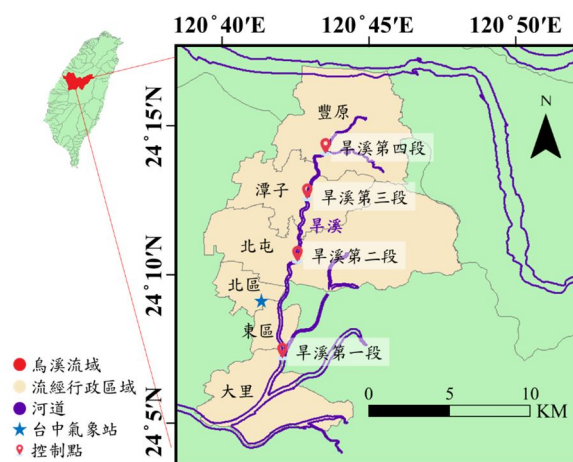 120°40′E 120°45′E 120°50′E
24°15′N
24°10′N
24°5′N
N
豐原
旱溪第四段
潭子
旱溪第三段
旱溪
北屯
旱溪第二段
北區
東區
旱溪第一段
大里
烏溪流域
流經行政區域
河道
台中氣象站
控制點
0 5 10
KM